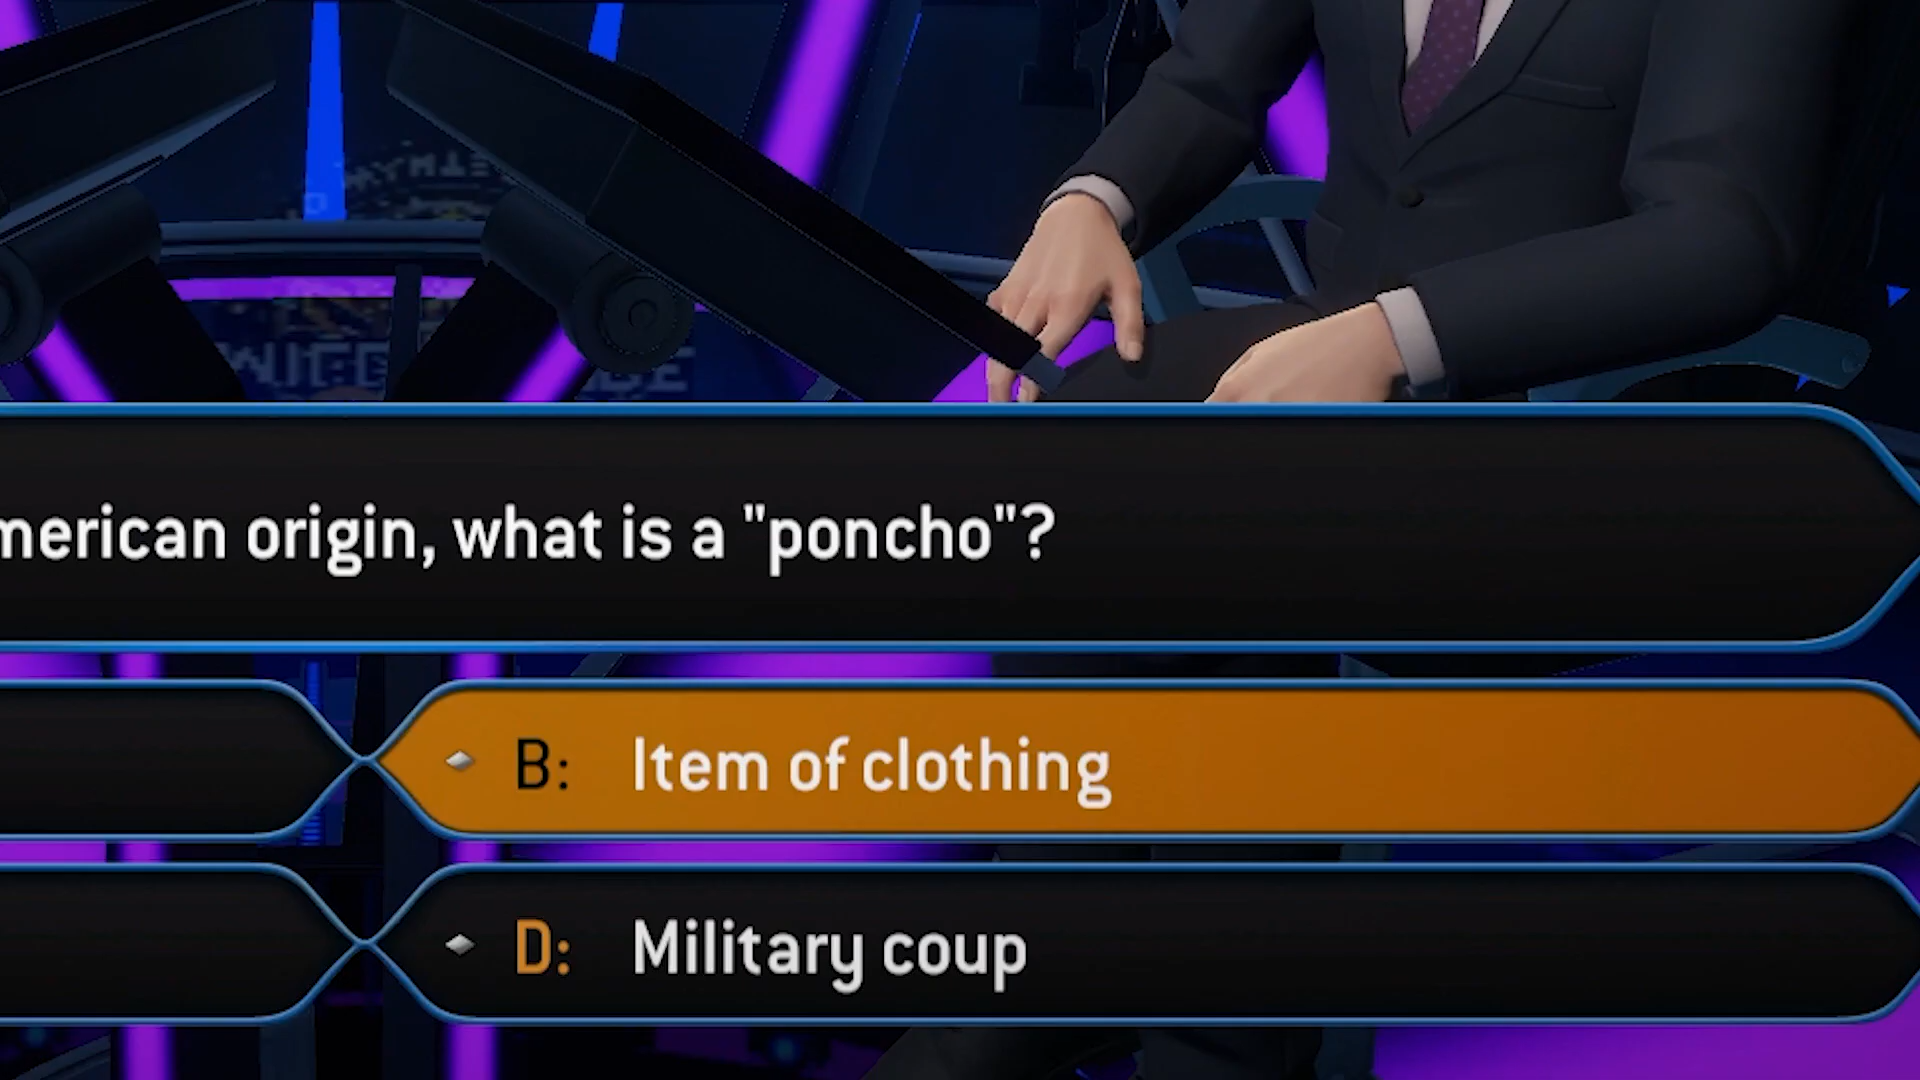 merican origin, what is a "poncho"?
B: Item of clothing
D: Military coup